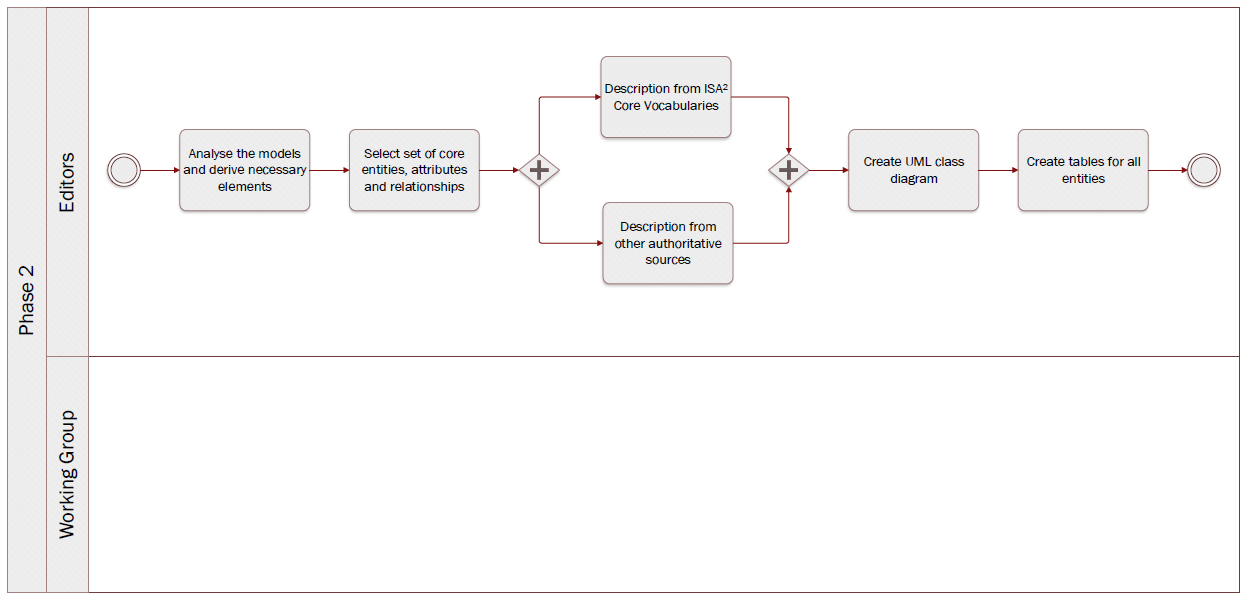 Phase 2
Editors
Analyse the models
and derive necessary
elements
Select set of core
entities, attributes
and relationships
Description from ISA²
Core Vocabularies
Description from
other authoritative
sources
Create UML class
diagram
Create tables for all
entities
Working Group